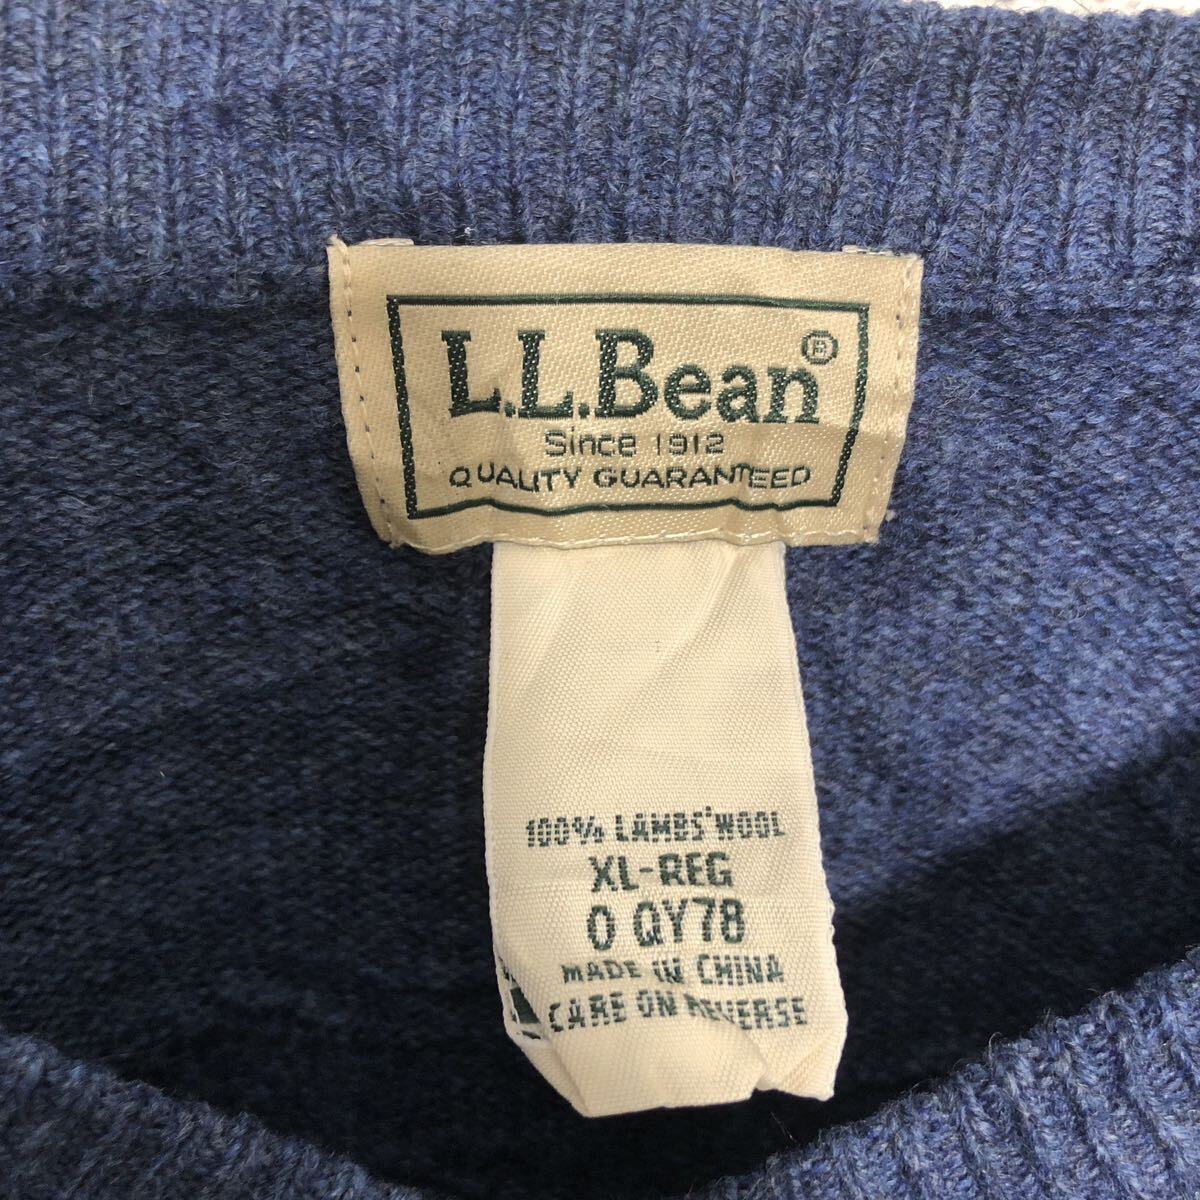 L.L.Bean®
Since 1912
QUALITY GUARANTEED
100% LAMBS' WOOL
XL-REG
0 QY78
MADE IN CHINA
CARE ON REVERSE